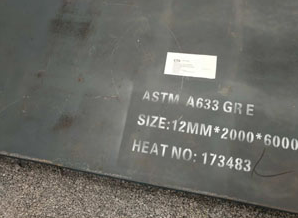 ASTM A633 GR E
SIZE:12MM*2000*6000
HEAT NO: 173483